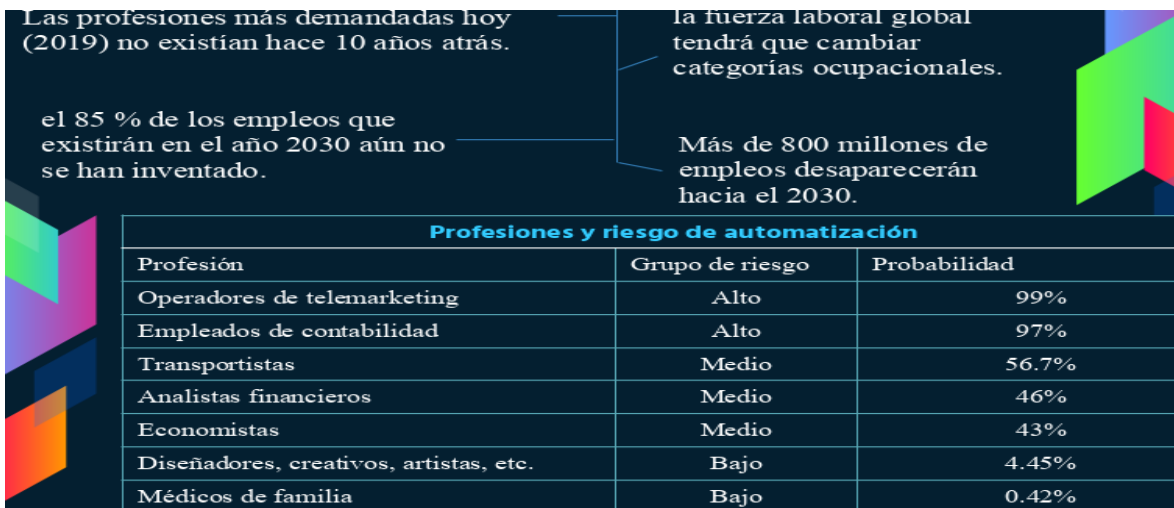 Las profesiones más demandadas hoy
(2019) no existían hace 10 años atrás.
el 85 % de los empleos que
existirán en el año 2030 aún no
se han inventado.
la fuerza laboral global
tendrá que cambiar
categorías ocupacionales.
Más de 800 millones de
empleos desaparecerán
hacia el 2030.
Profesiones y riesgo de automatización
Profesión Grupo de riesgo Probabilidad
Operadores de telemarketing Alto 99%
Empleados de contabilidad Alto 97%
Transportistas Medio 56.7%
Analistas financieros Medio 46%
Economistas Medio 43%
Diseñadores, creativos, artistas, etc. Bajo 4.45%
Médicos de familia Bajo 0.42%